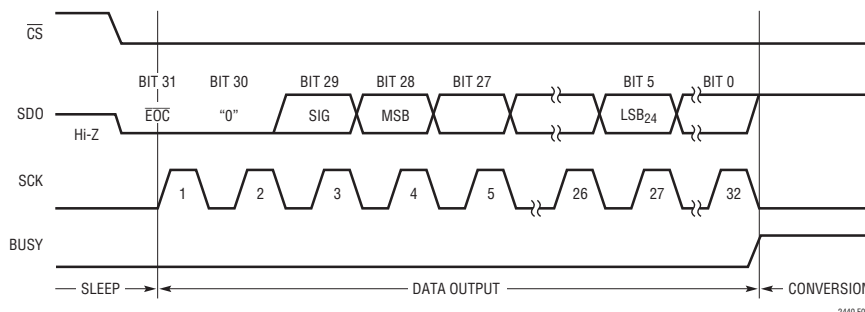 CS
BIT 31 BIT 30 BIT 29 BIT 28 BIT 27 BIT 5 BIT 0
SDO EOC “0” SIG MSB LSB24
Hi-Z
SCK 1 2 3 4 5 26 27 32
BUSY
SLEEP DATA OUTPUT CONVERSION